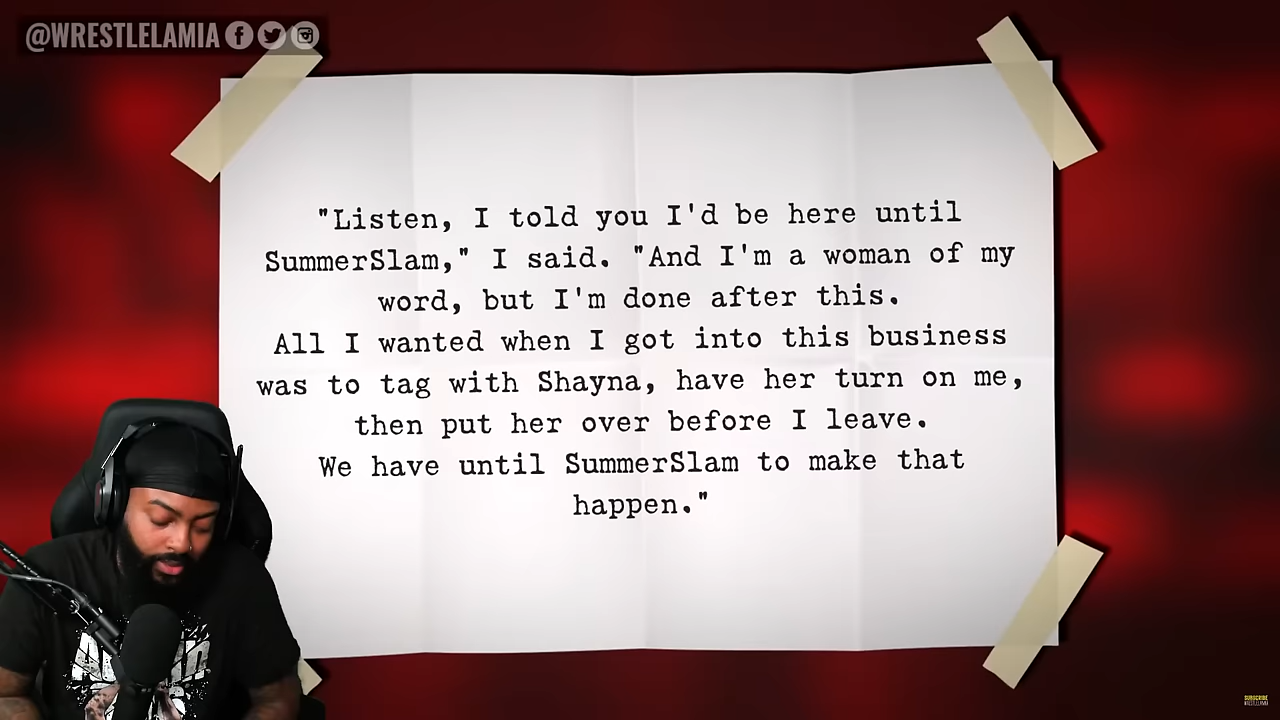 @WRESTLELAMIA
"Listen, I told you I'd be here until
SummerSlam," I said. "And I'm a woman of my
word, but I'm done after this.
All I wanted when I got into this business
was to tag with Shayna, have her turn on me,
then put her over before I leave.
We have until SummerSlam to make that
happen."
SUBSCRIBE
WRESTLELAMIA